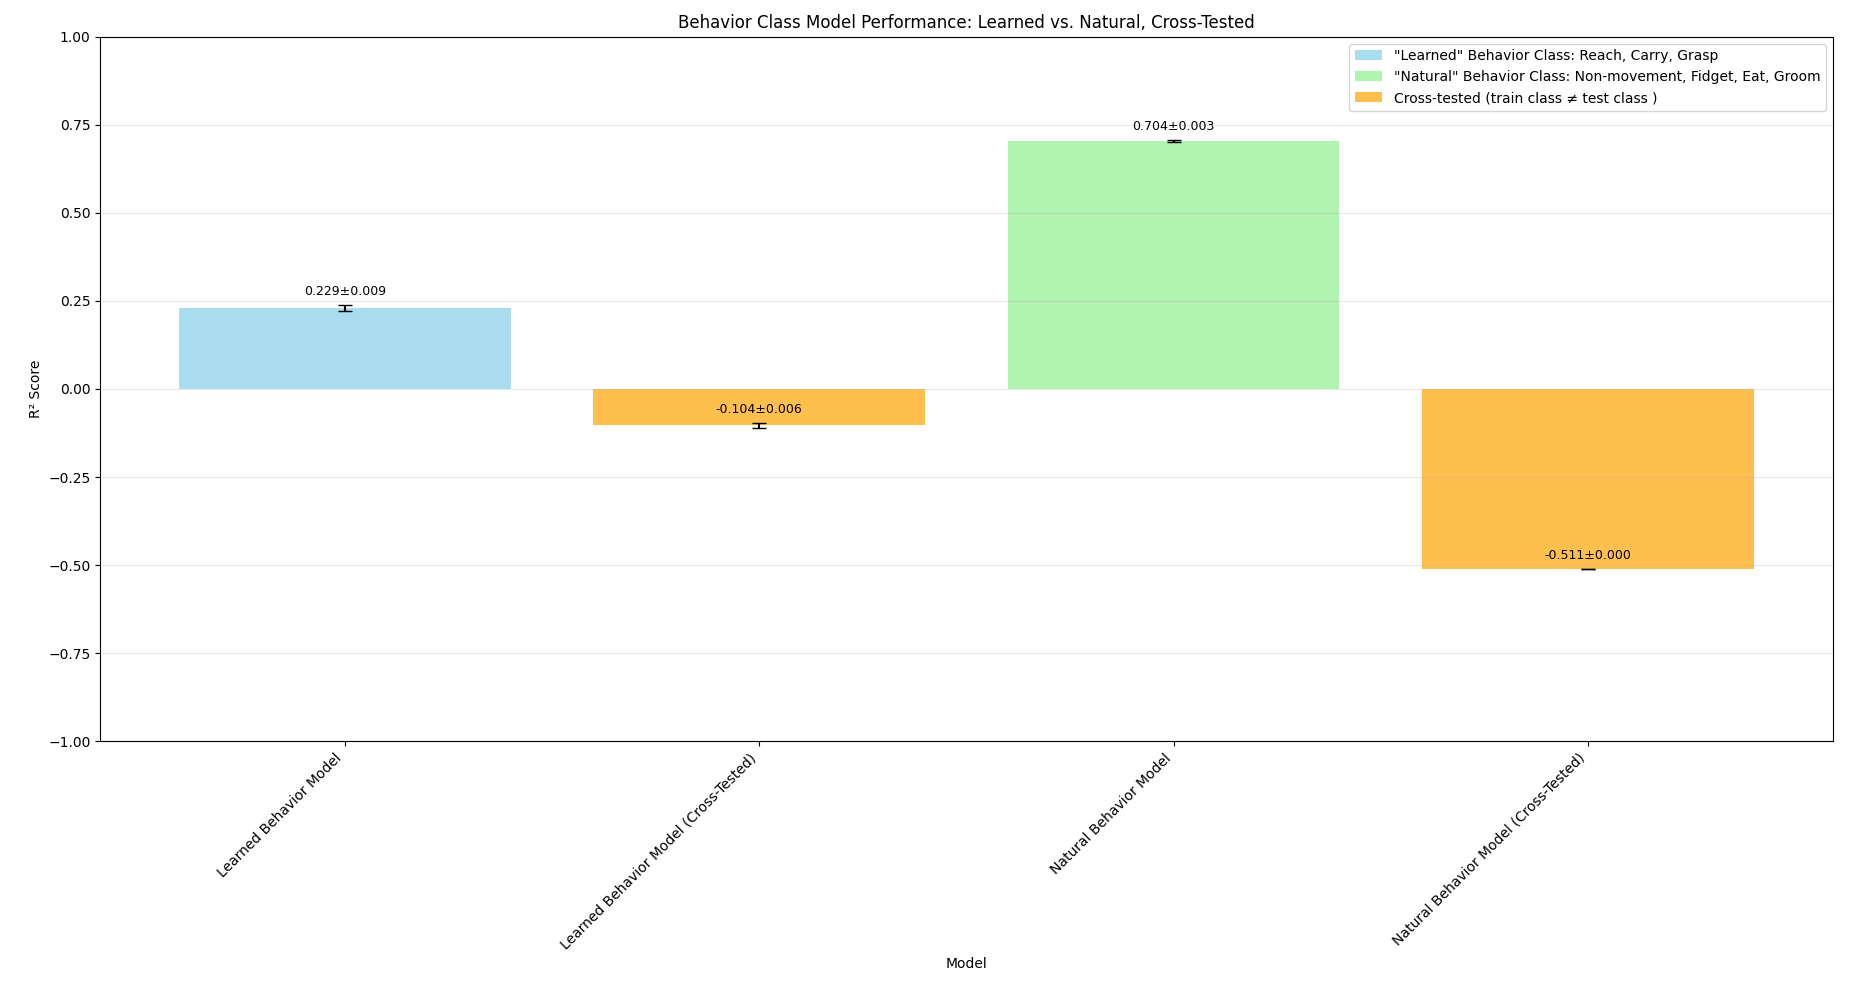 Behavior Class Model Performance: Learned vs. Natural, Cross-Tested
"Learned" Behavior Class: Reach, Carry, Grasp
"Natural" Behavior Class: Non-movement, Fidget, Eat, Groom
Cross-tested (train class ≠ test class )
R² Score
1.00
0.75
0.50
0.25
0.00
−0.25
−0.50
−0.75
−1.00
0.229±0.009
-0.104±0.006
0.704±0.003
-0.511±0.000
Learned Behavior Model
Learned Behavior Model (Cross-Tested)
Natural Behavior Model
Natural Behavior Model (Cross-Tested)
Model